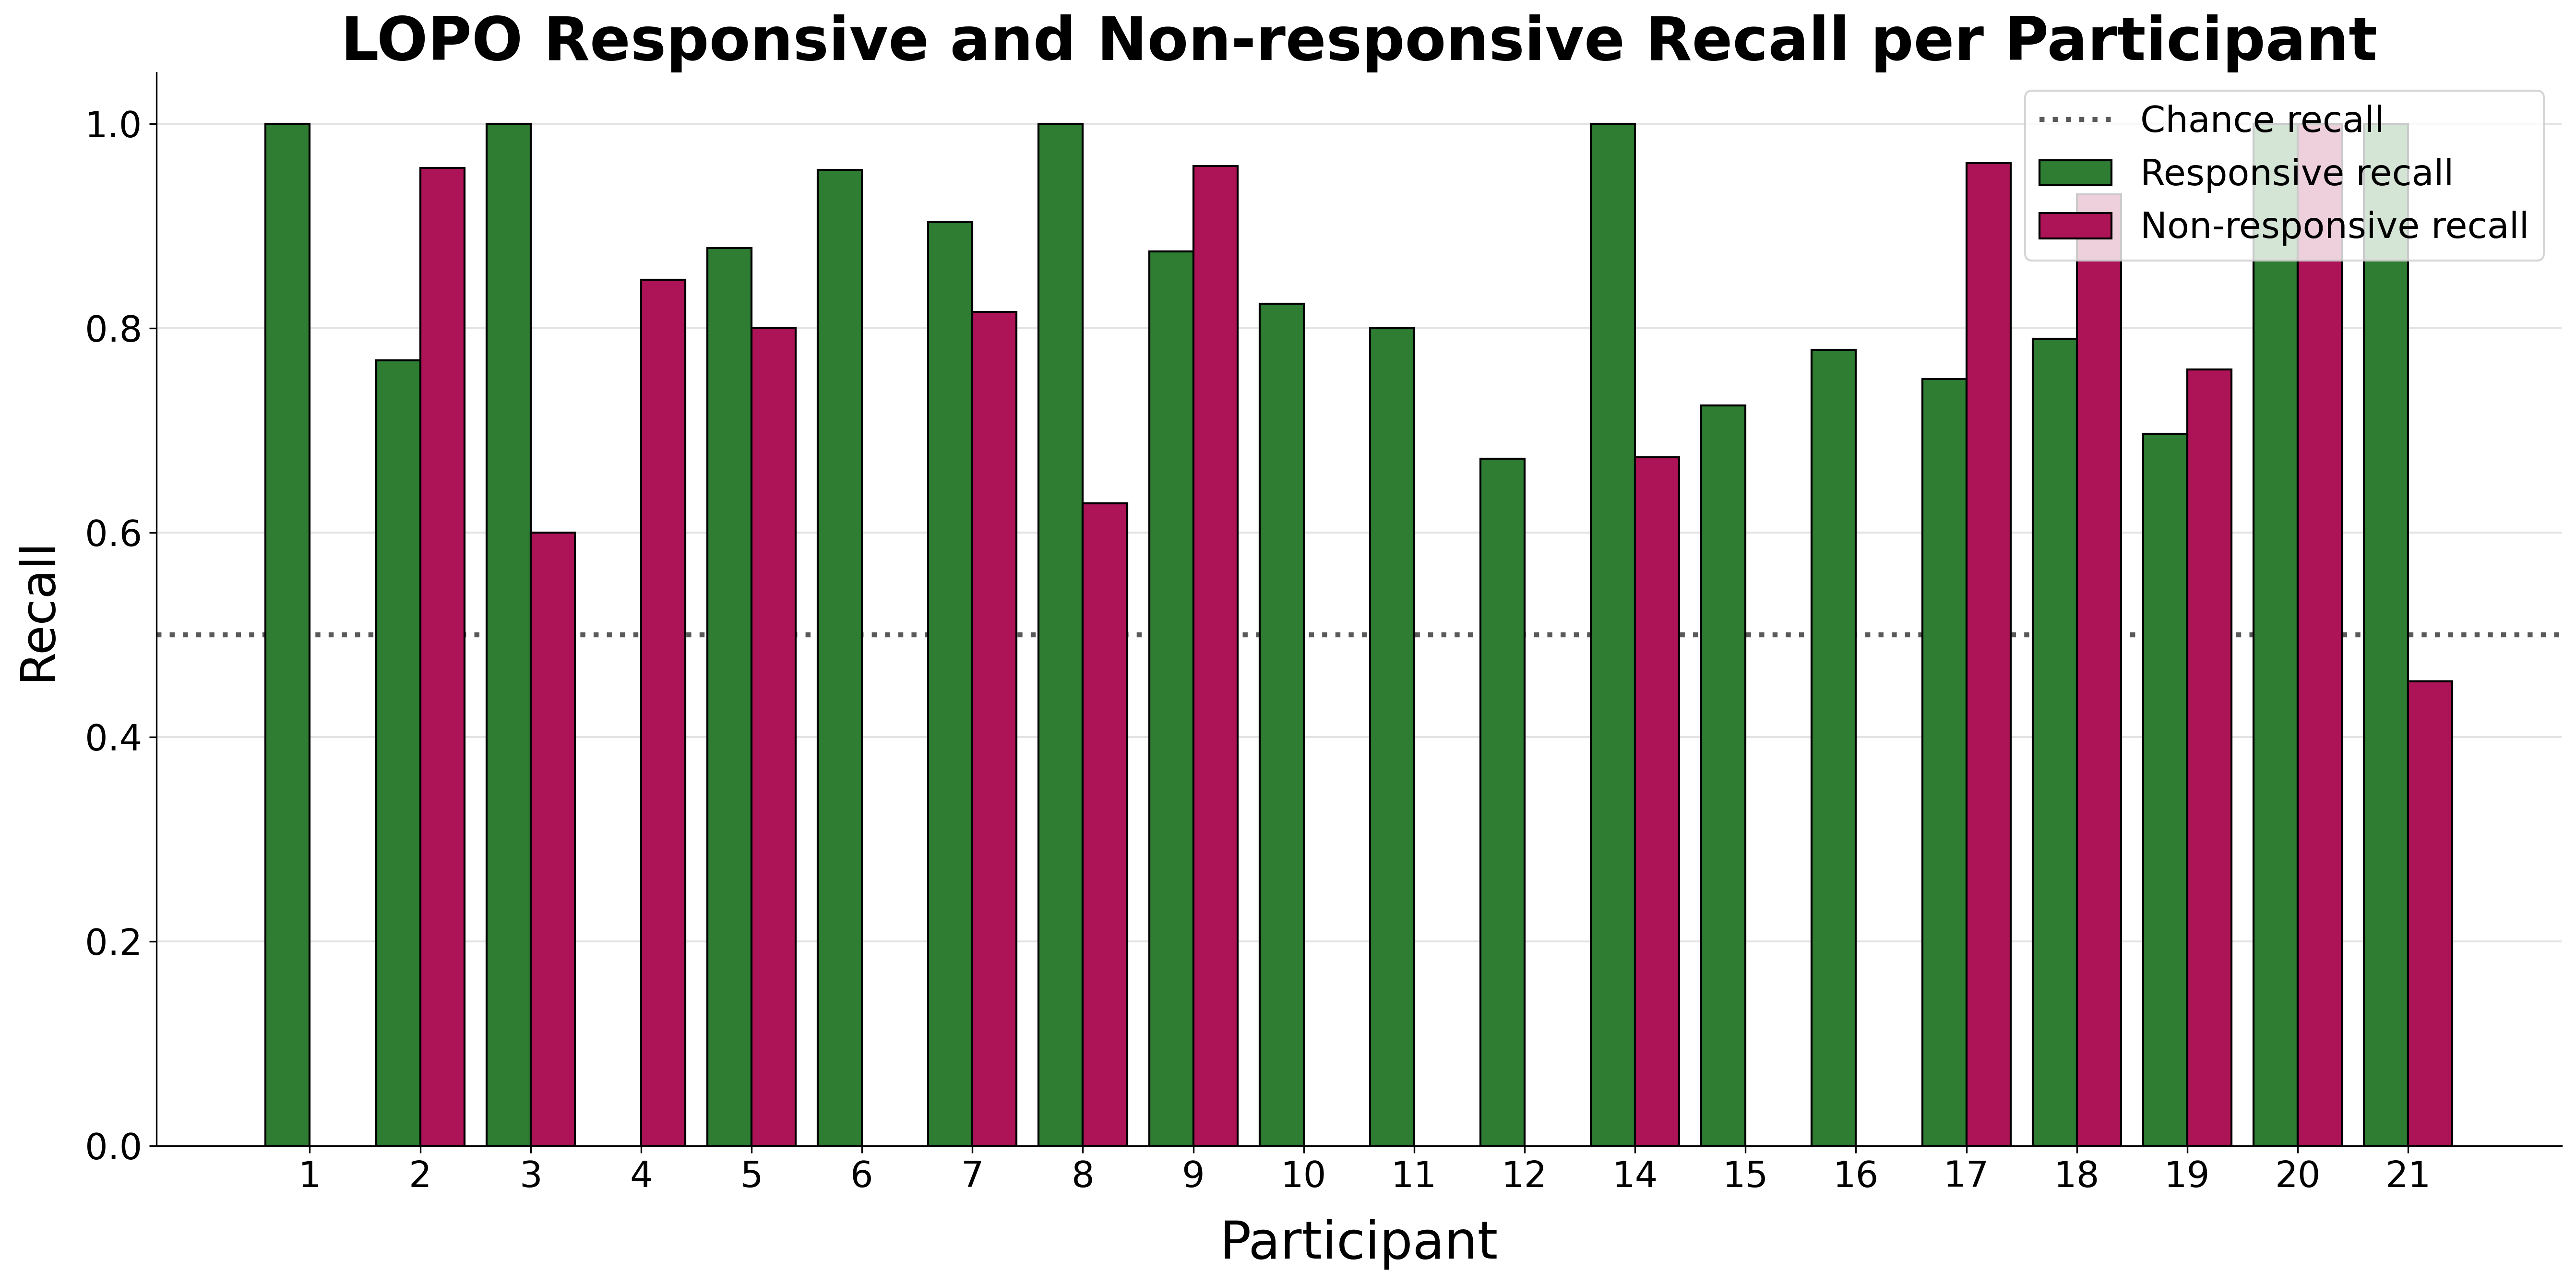 LOPO Responsive and Non-responsive Recall per Participant
Chance recall
Responsive recall
Non-responsive recall
Recall
1.0
0.8
0.6
0.4
0.2
0.0
1 2 3 4 5 6 7 8 9 10 11 12 14 15 16 17 18 19 20 21
Participant